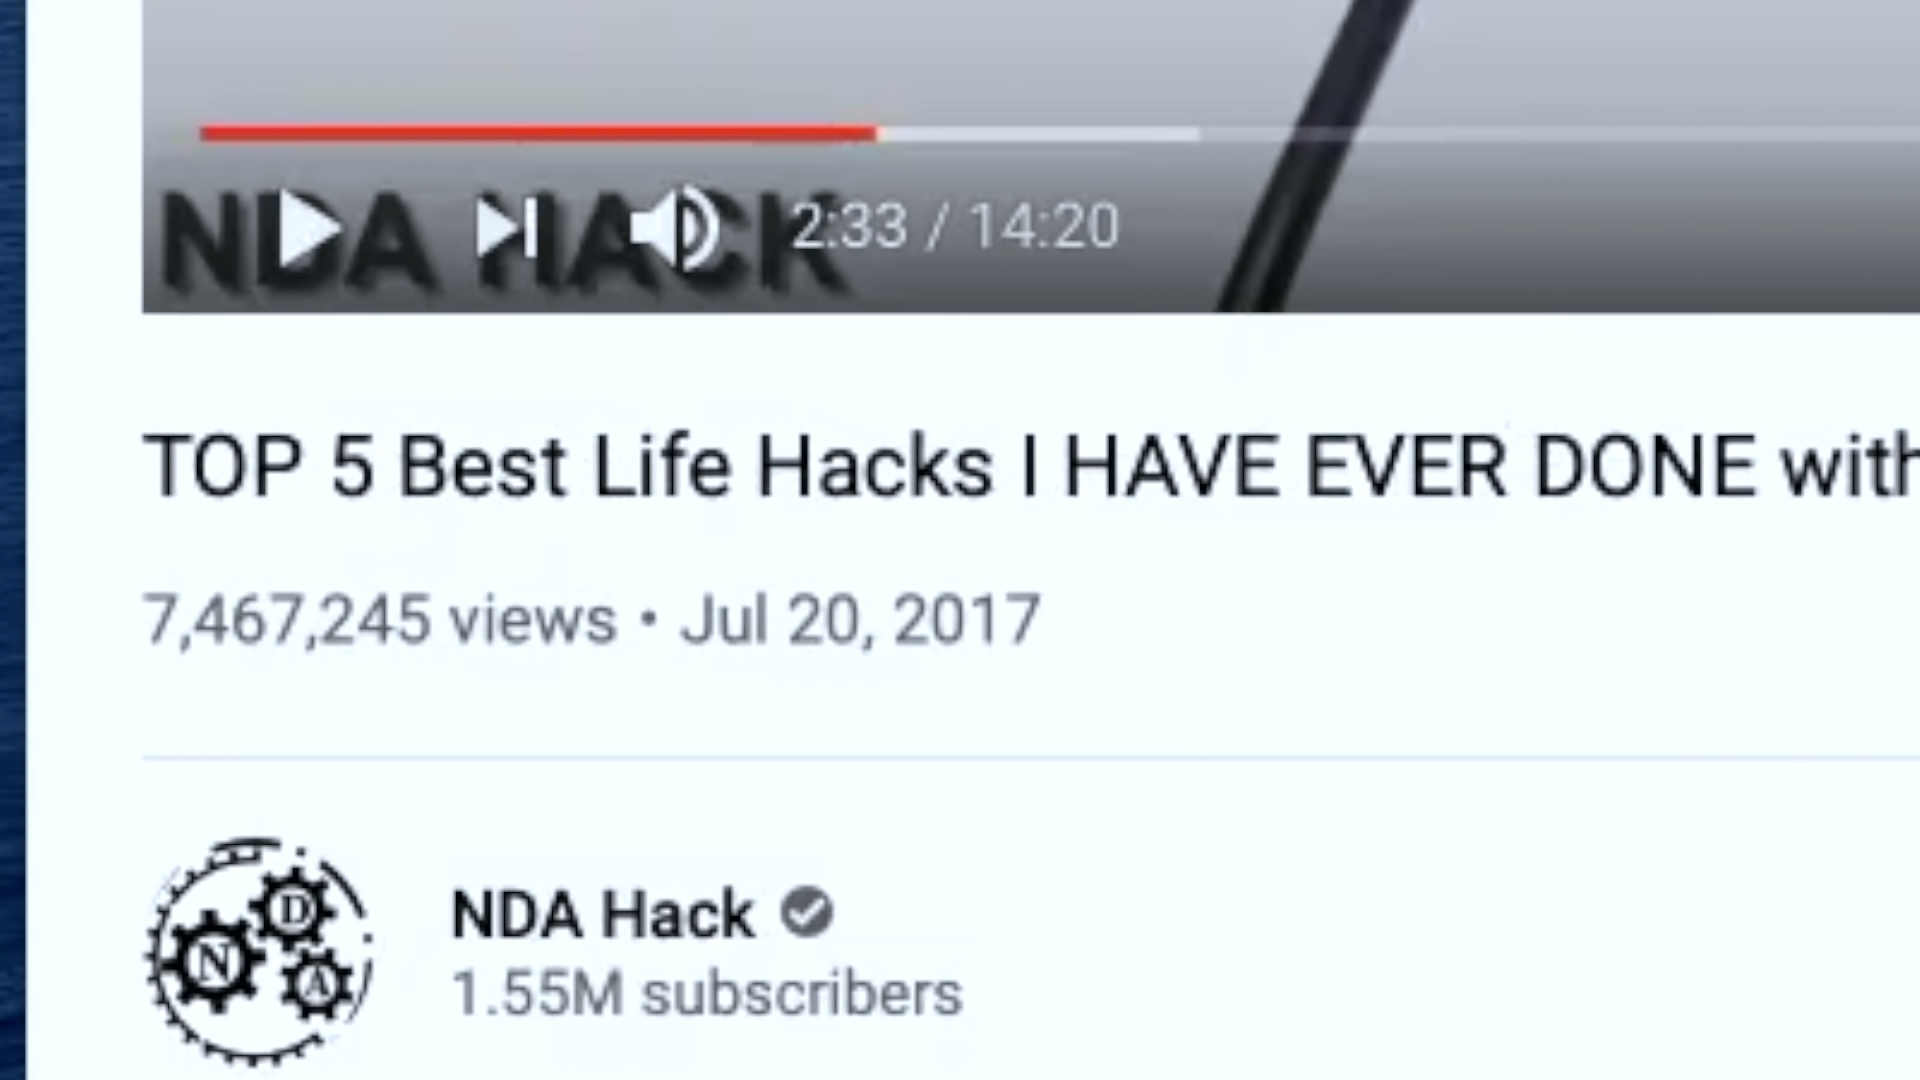 NDA HACK
2:33 / 14:20
TOP 5 Best Life Hacks I HAVE EVER DONE with
7,467,245 views • Jul 20, 2017
D
N
A
NDA Hack
1.55M subscribers